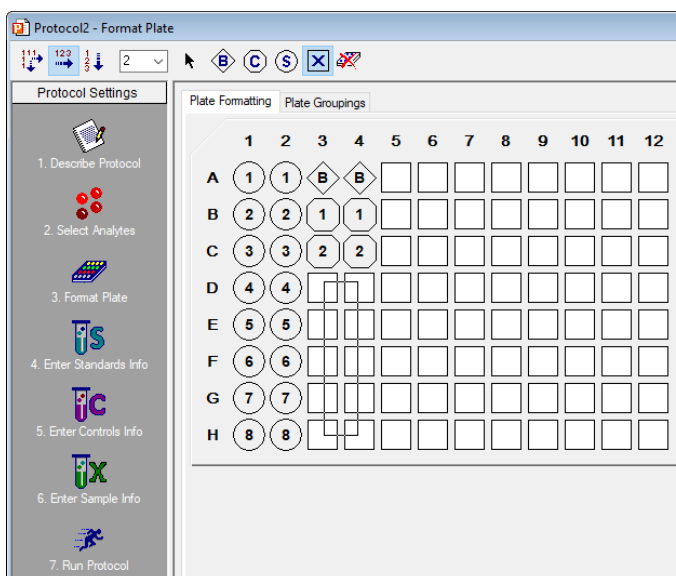 Protocol2 - Format Plate
111 123 1 2 3 2 B C S X
Protocol Settings
Plate Formatting Plate Groupings
1. Describe Protocol
2. Select Analytes
3. Format Plate
S
4. Enter Standards Info
C
5. Enter Controls Info
X
6. Enter Sample Info
7. Run Protocol
1 2 3 4 5 6 7 8 9 10 11 12
A 1 1 B B
B 2 2 1 1
C 3 3 2 2
D 4 4
E 5 5
F 6 6
G 7 7
H 8 8